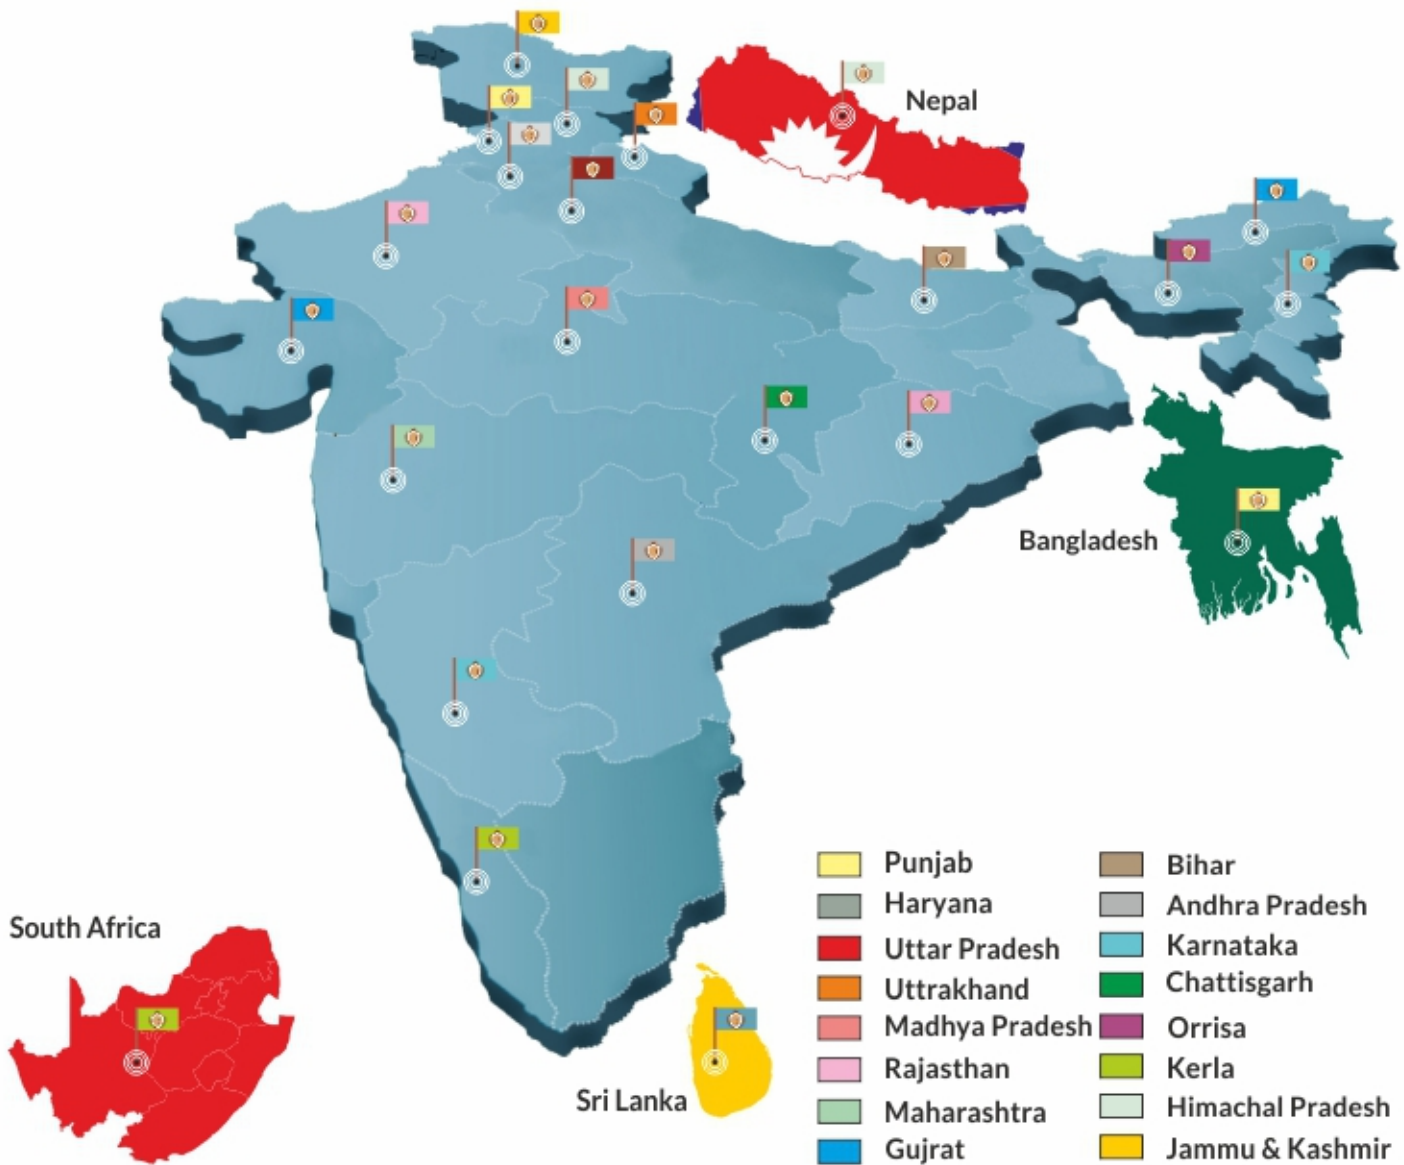 Nepal
Bangladesh
South Africa
Sri Lanka
Punjab
Haryana
Uttar Pradesh
Uttrakhand
Madhya Pradesh
Rajasthan
Maharashtra
Gujrat
Bihar
Andhra Pradesh
Karnataka
Chattisgarh
Orrisa
Kerla
Himachal Pradesh
Jammu & Kashmir